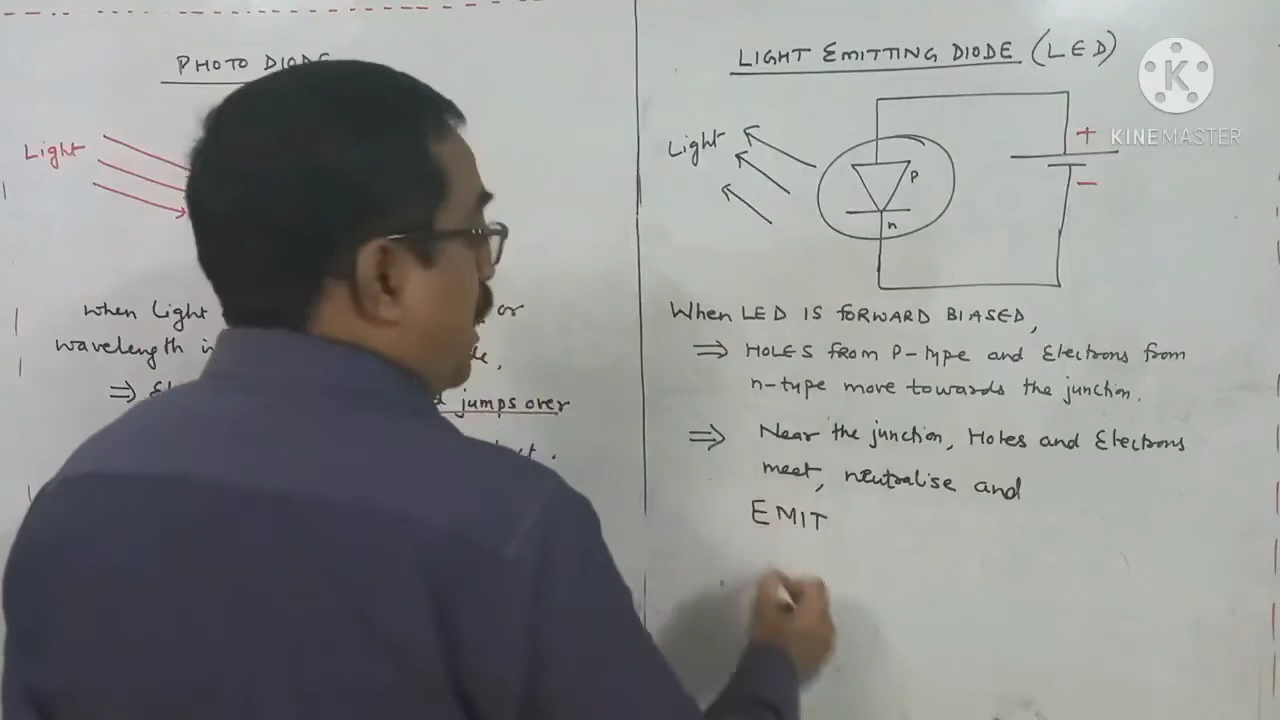 PHOTO DIODE
Light
when light
or
wavelength
jumps over
LIGHT EMITTING DIODE (LED)
Light
P
n
+
-
K
KINEMASTER
When LED IS FORWARD BIASED,
⇒ HOLES from P-type and Electrons from
n-type move towards the junction.
⇒ Near the junction, Holes and Electrons
meet, neutralise and
EMIT